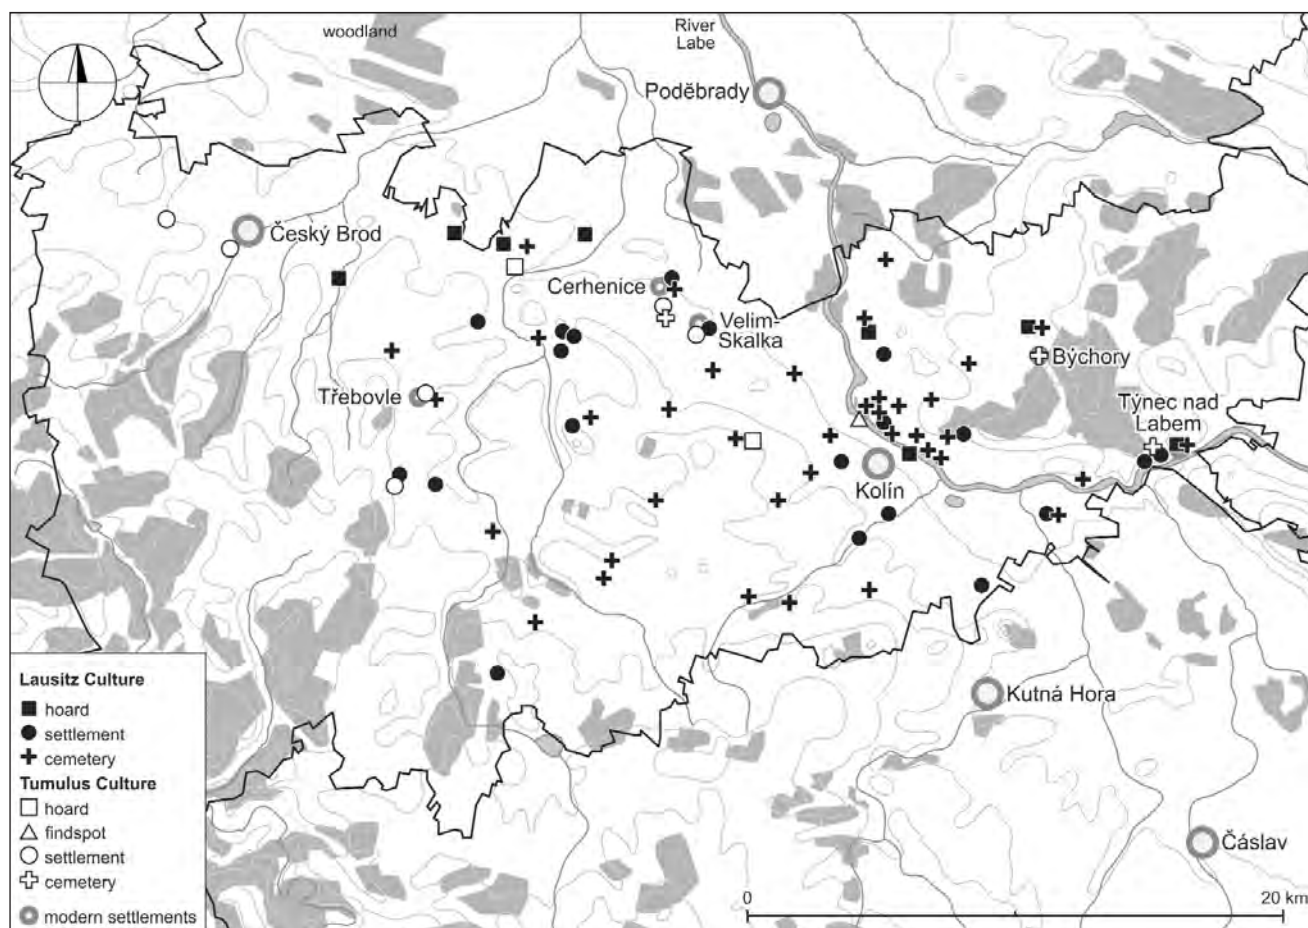 woodland
River
Labe
Poděbrady
Český Brod
Cerhenice
Velim-
Skalka
Býchory
Třebovle
Týnec nad
Labem
Kolín
Kutná Hora
Čáslav
Lausitz Culture
hoard
settlement
cemetery
Tumulus Culture
hoard
findspot
settlement
cemetery
modern settlements
0
20 km